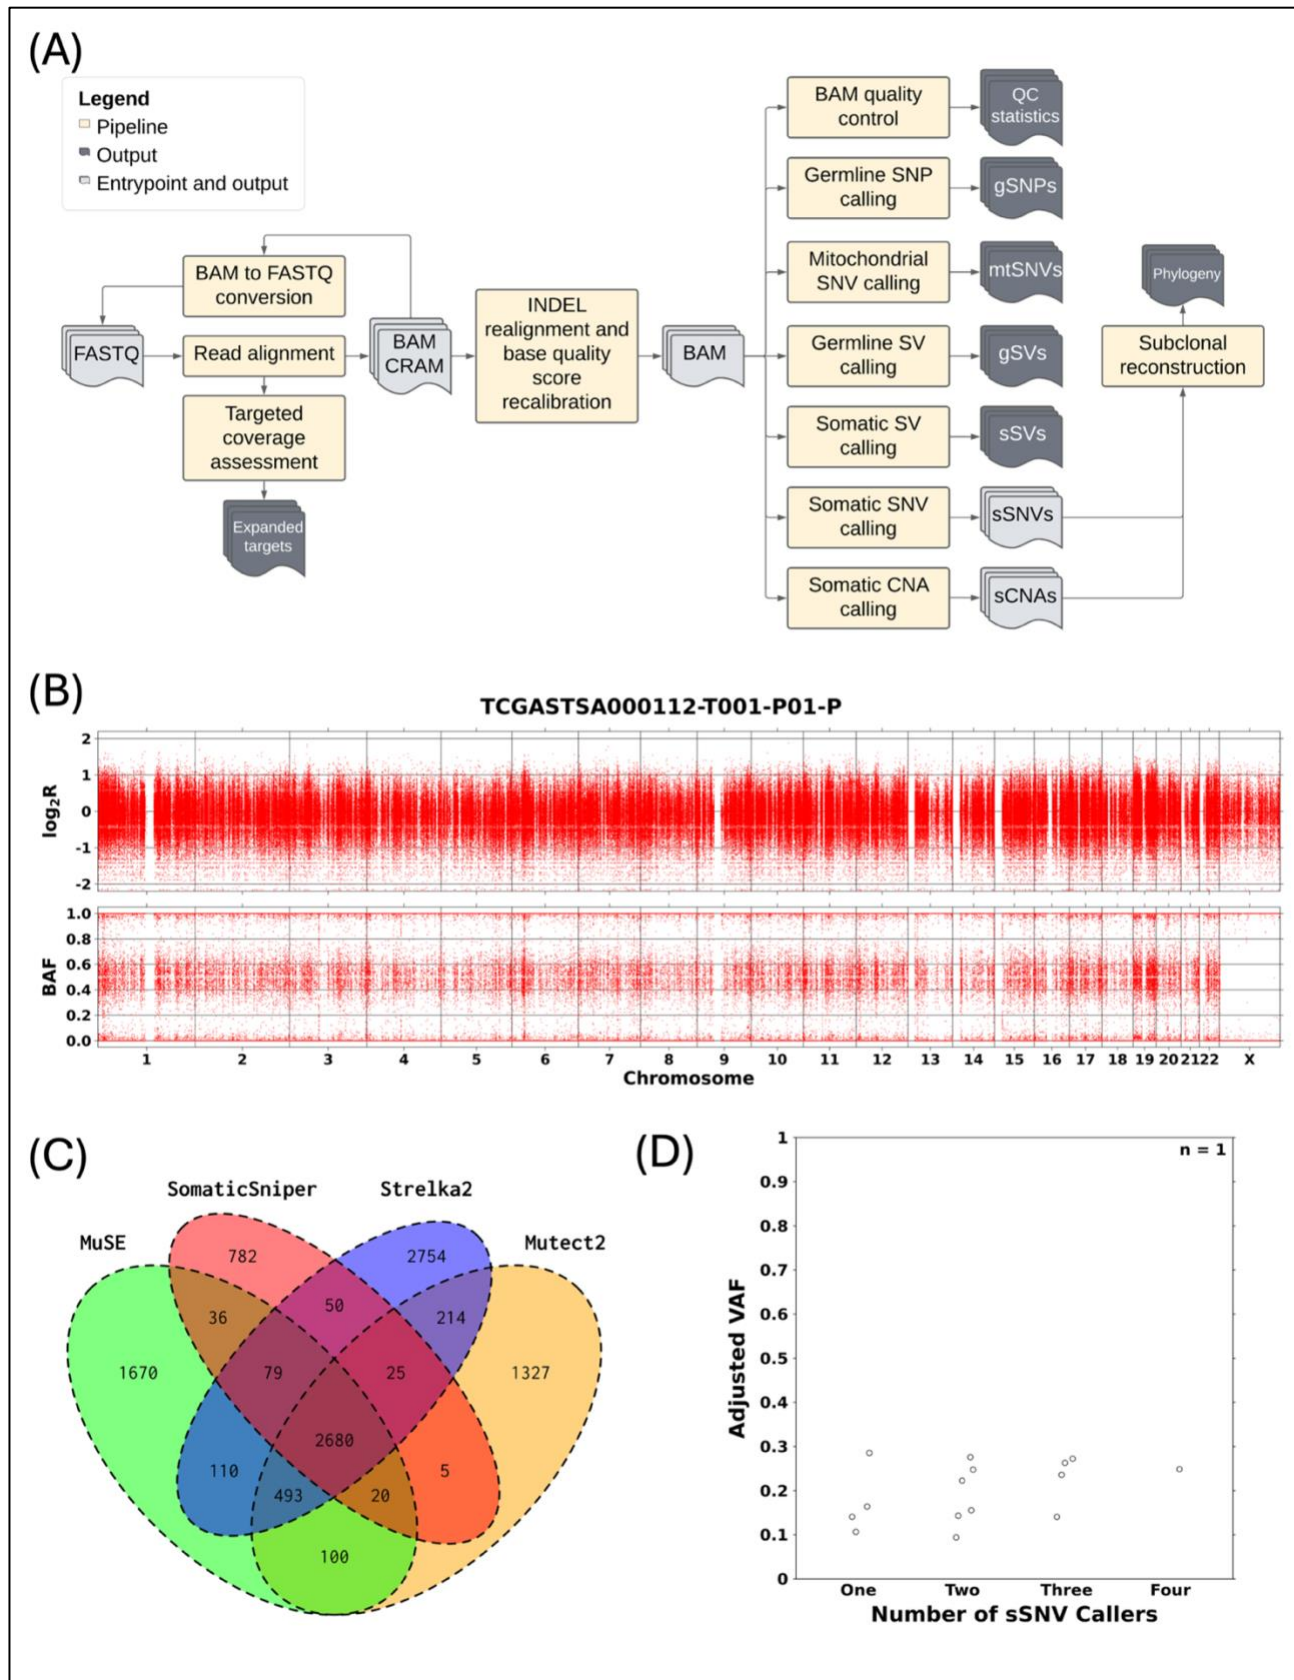 (A)
Legend
Pipeline
Output
Entrypoint and output
BAM to FASTQ
conversion
FASTQ
Read alignment
BAM
CRAM
Targeted
coverage
assessment
Expanded
targets
INDEL
realignment and
base quality
score
recalibration
BAM
BAM quality
control
QC
statistics
Germline SNP
calling
gSNPs
Mitochondrial
SNV calling
mtSNVs
Germline SV
calling
gSVs
Somatic SV
calling
sSVs
Somatic SNV
calling
sSNVs
Somatic CNA
calling
sCNAs
Phylogeny
Subclonal
reconstruction
(B)
TCGASTSA000112-T001-P01-P
log2R
2
1
0
-1
-2
BAF
1.0
0.8
0.6
0.4
0.2
0.0
1 2 3 4 5 6 7 8 9 10 11 12 13 14 15 16 17 18 19 20 21 22 X
Chromosome
(C)
MuSE
SomaticSniper
Strelka2
Mutect2
782
2754
36
50
214
1670
79
25
1327
2680
110
493
20
5
100
(D)
n = 1
Adjusted VAF
1
0.9
0.8
0.7
0.6
0.5
0.4
0.3
0.2
0.1
0
One Two Three Four
Number of sSNV Callers